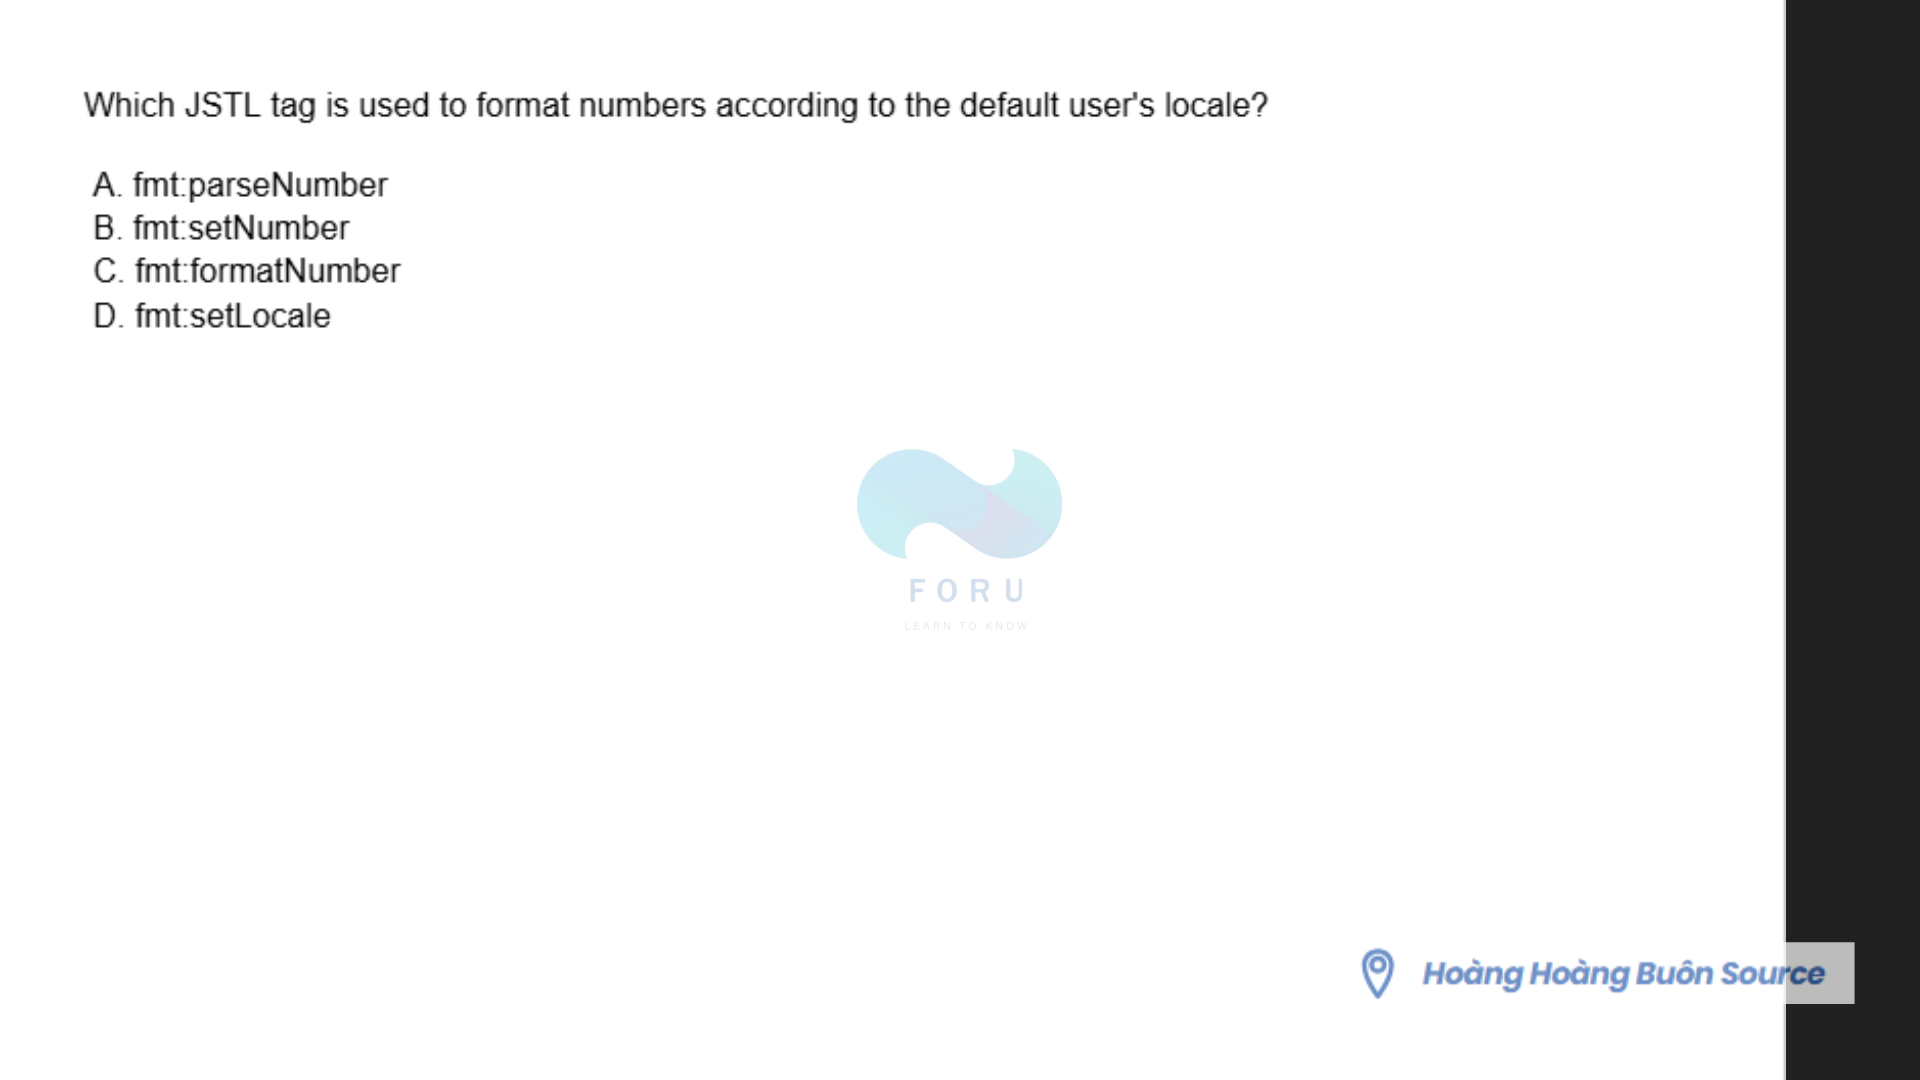 Which JSTL tag is used to format numbers according to the default user's locale?
A. fmt:parseNumber
B. fmt:setNumber
C. fmt:formatNumber
D. fmt:setLocale
FORU
LEARN TO KNOW
Hoàng Hoàng Buôn Source